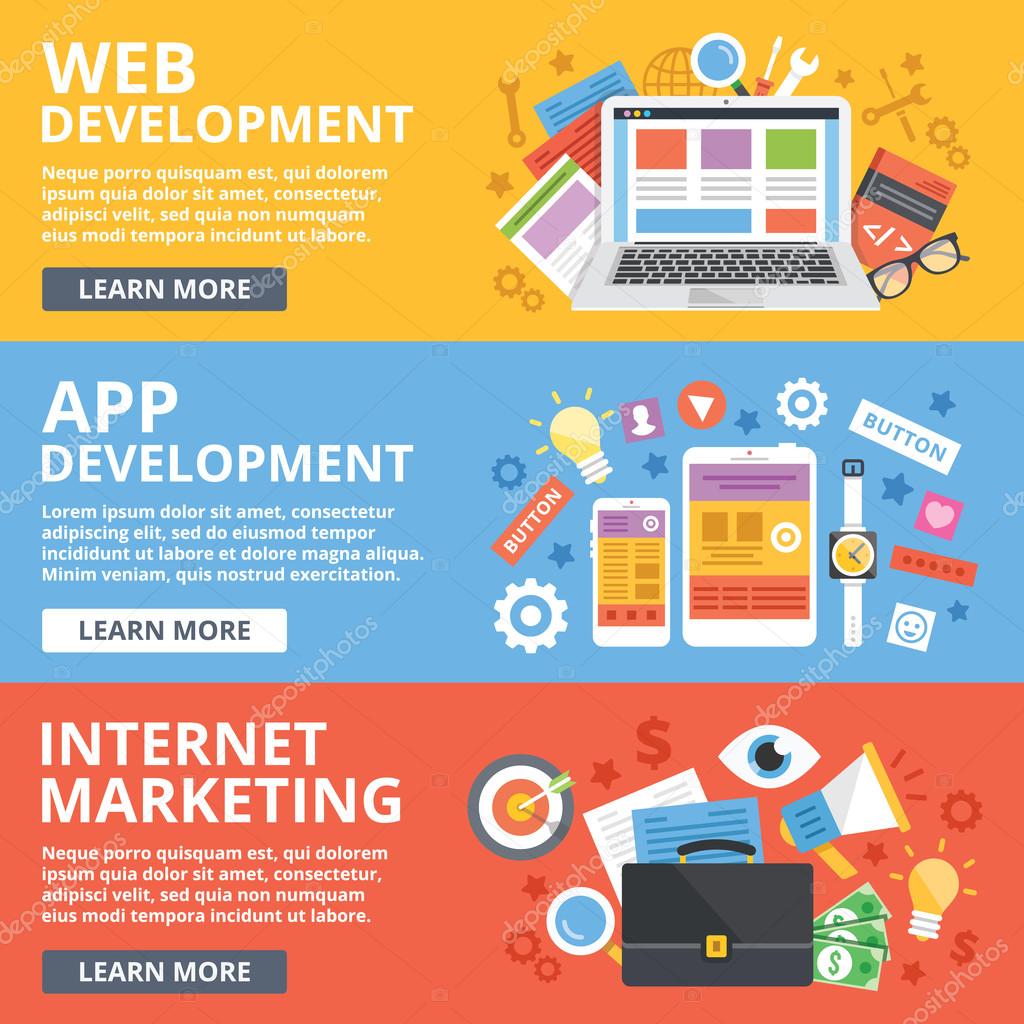 WEB
DEVELOPMENT
Neque porro quisquam est, qui dolorem
ipsum quia dolor sit amet, consectetur,
adipisci velit, sed quia non numquam
eius modi tempora incidunt ut labore.
LEARN MORE
</>
APP
DEVELOPMENT
Lorem ipsum dolor sit amet, consectetur
adipiscing elit, sed do eiusmod tempor
incididunt ut labore et dolore magna aliqua.
Minim veniam, quis nostrud exercitation.
LEARN MORE
BUTTON
BUTTON
INTERNET
MARKETING
Neque porro quisquam est, qui dolorem
ipsum quia dolor sit amet, consectetur,
adipisci velit, sed quia non numquam
eius modi tempora incidunt ut labore.
LEARN MORE
$
$
$
$
depositphotos